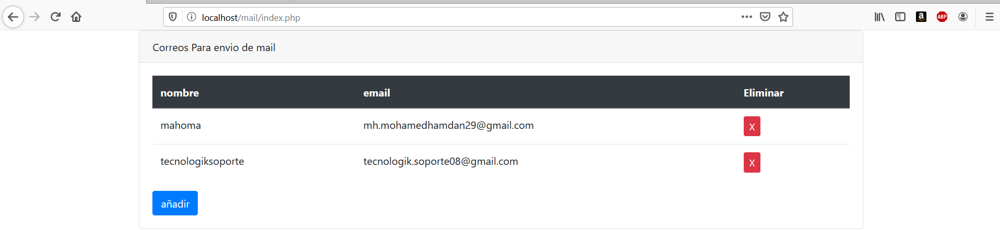 localhost/mail/index.php
ABP
Correos Para envio de mail
nombre email Eliminar
mahoma mh.mohamedhamdan29@gmail.com X
tecnologiksoporte tecnologik.soporte08@gmail.com X
añadir